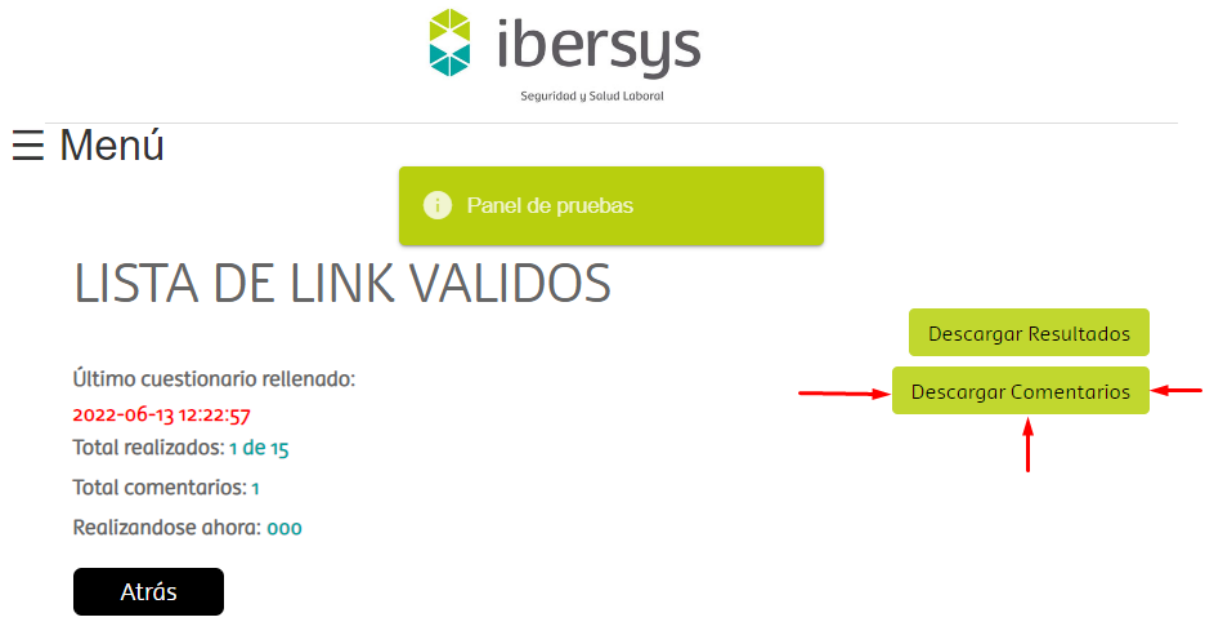 ibersys
Seguridad y Salud Laboral
☰ Menú
Panel de pruebas
LISTA DE LINK VALIDOS
Descargar Resultados
Último cuestionario rellenado:
Descargar Comentarios
2022-06-13 12:22:57
Total realizados: 1 de 15
Total comentarios: 1
Realizandose ahora: 000
Atrás